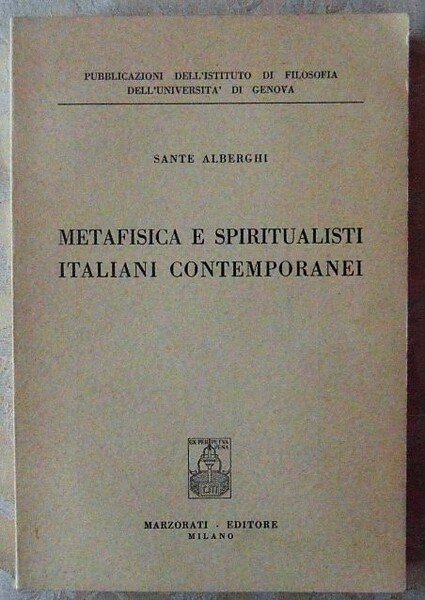 PUBBLICAZIONI DELL'ISTITUTO DI FILOSOFIA
DELL'UNIVERSITA' DI GENOVA
SANTE ALBERGHI
METAFISICA E SPIRITUALISTI
ITALIANI CONTEMPORANEI
MARZORATI - EDITORE
MILANO